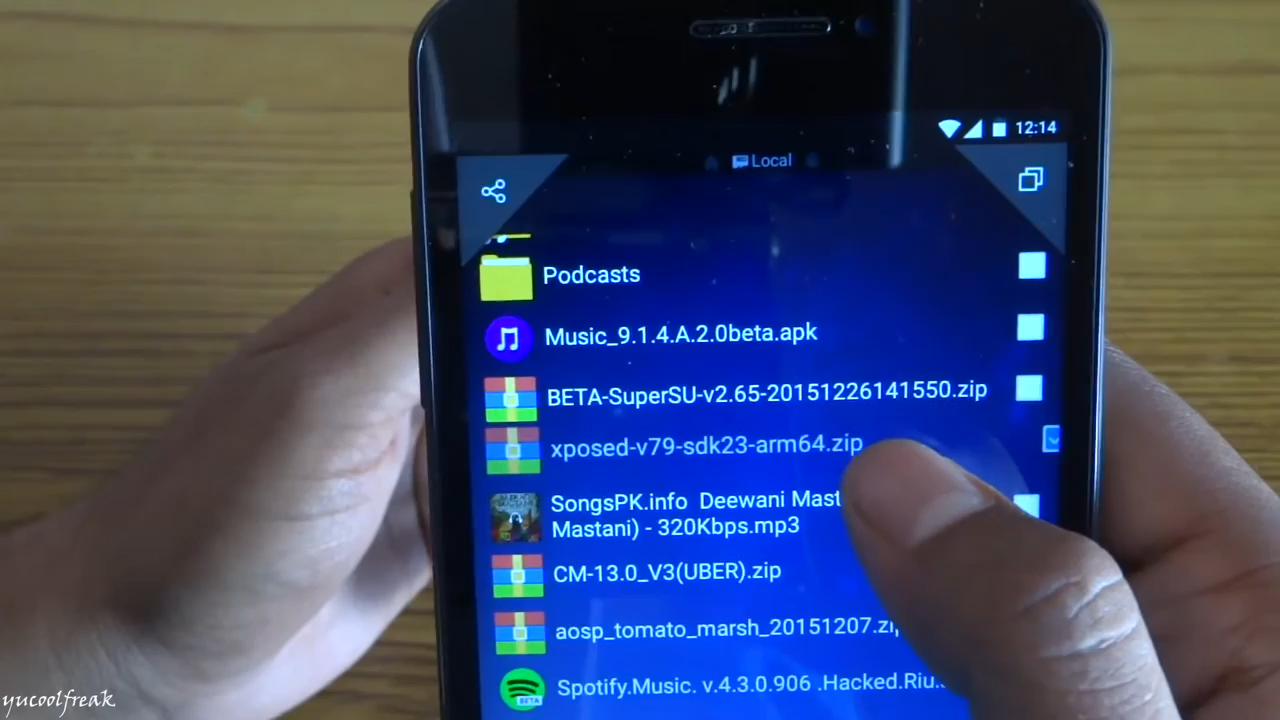 12:14
Local
Podcasts
Music_9.1.4.A.2.0beta.apk
BETA-SuperSU-v2.65-20151226141550.zip
xposed-v79-sdk23-arm64.zip
SongsPK.info Deewani Mast
Mastani) - 320Kbps.mp3
CM-13.0_V3(UBER).zip
aosp_tomato_marsh_20151207.zip
Spotify.Music. v.4.3.0.906 .Hacked.Riu..
BETA
yucoolfreak